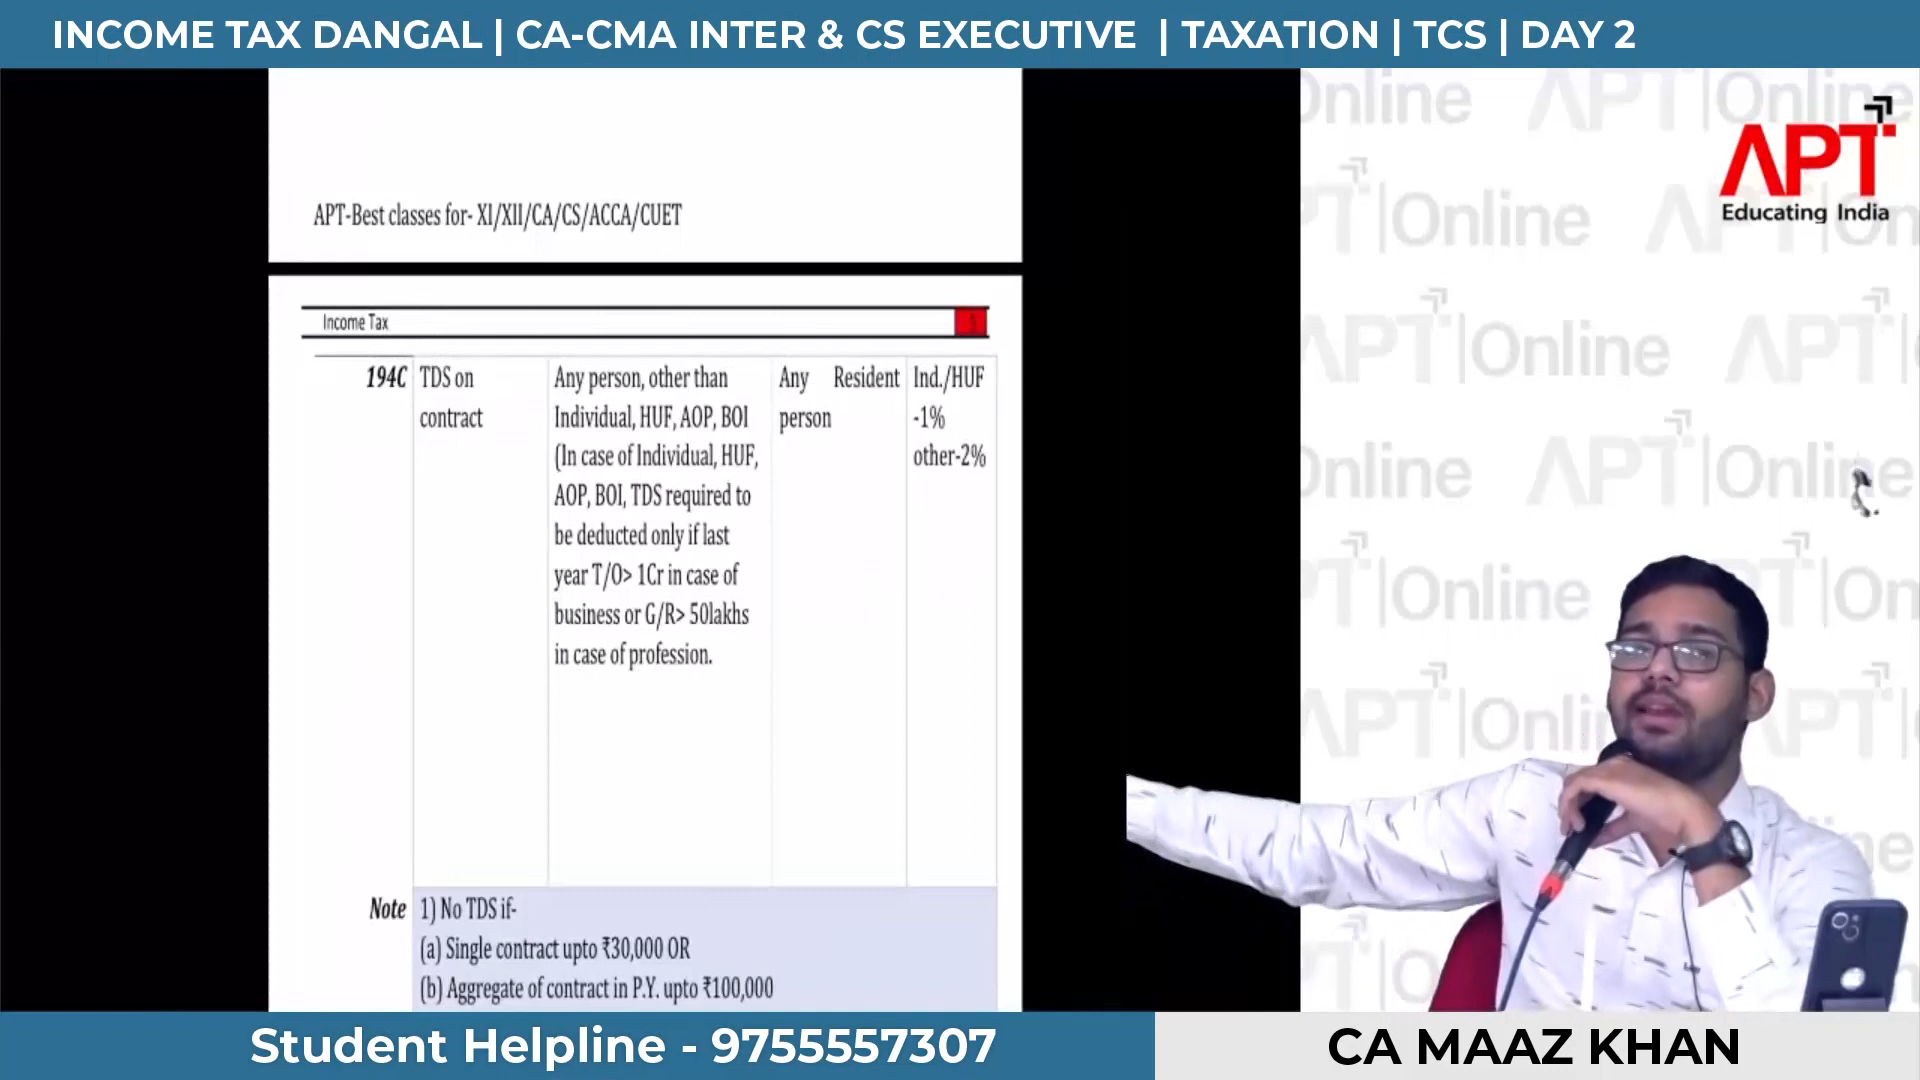 INCOME TAX DANGAL | CA-CMA INTER & CS EXECUTIVE | TAXATION | TCS | DAY 2
APT
Educating India
APT-Best classes for- XI/XII/CA/CS/ACCA/CUET
Income Tax
194C
TDS on
contract
Any person, other than
Individual, HUF, AOP, BOI
(In case of Individual, HUF,
AOP, BOI, TDS required to
be deducted only if last
year T/O> 1Cr in case of
business or G/R> 50lakhs
in case of profession.
Any Resident
person
Ind./HUF
-1%
other-2%
Note
1) No TDS if-
(a) Single contract upto ₹30,000 OR
(b) Aggregate of contract in P.Y. upto ₹100,000
APT|Online
Student Helpline - 9755557307
CA MAAZ KHAN